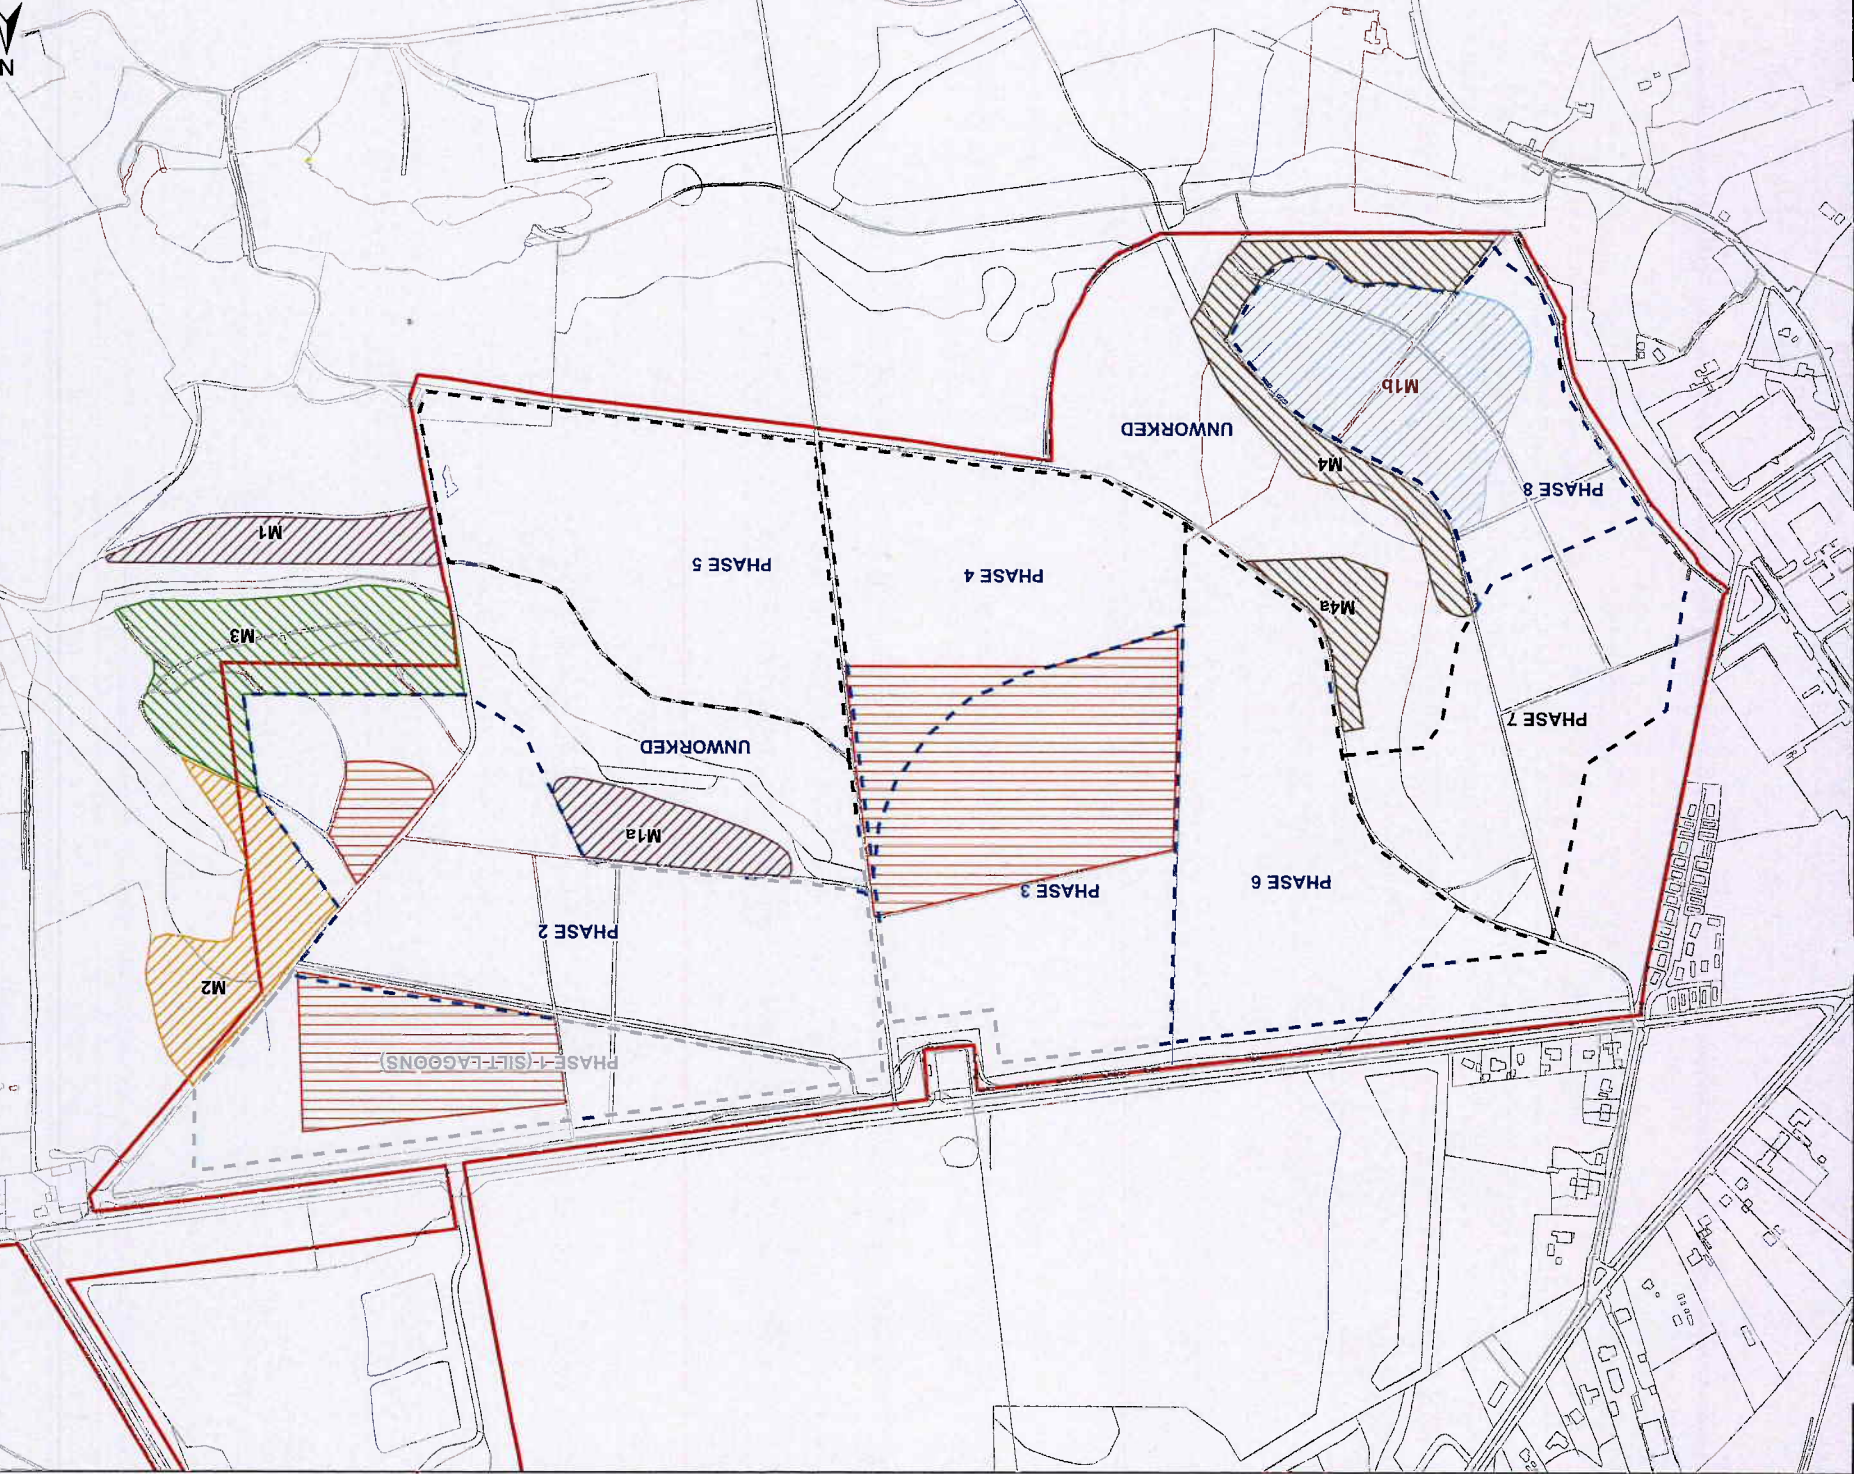 PHASE 1 (SILT LAGOONS)
M2
PHASE 2
PHASE 3
PHASE 6
M1a
UNWORKED
PHASE 7
M3
M4a
PHASE 4
PHASE 5
M1
PHASE 8
M4
UNWORKED
M1b
N